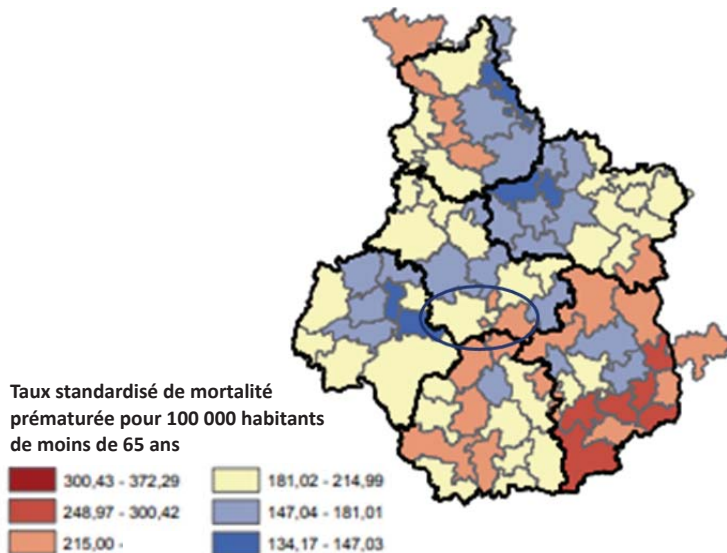 Taux standardisé de mortalité
prématurée pour 100 000 habitants
de moins de 65 ans
300,43 - 372,29
248,97 - 300,42
215,00 -
181,02 - 214,99
147,04 - 181,01
134,17 - 147,03